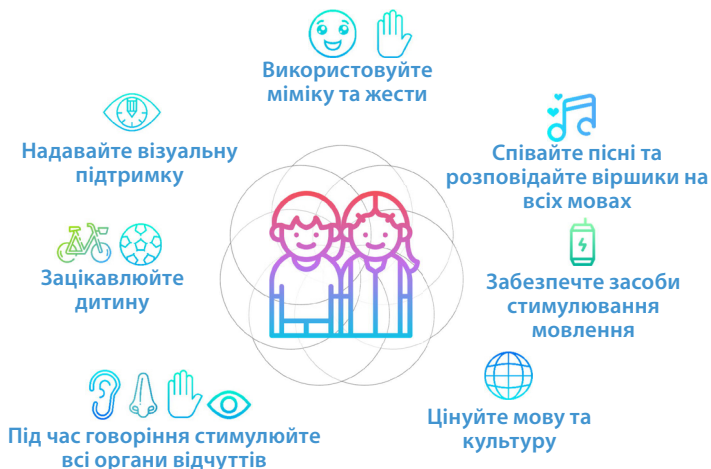 Використовуйте
міміку та жести
Надавайте візуальну
підтримку
Співайте пісні та
розповідайте віршики на
всіх мовах
Зацікавлюйте
дитину
Забезпечте засоби
стимулювання
мовлення
Під час говоріння стимулюйте
всі органи відчуттів
Цінуйте мову та
культуру